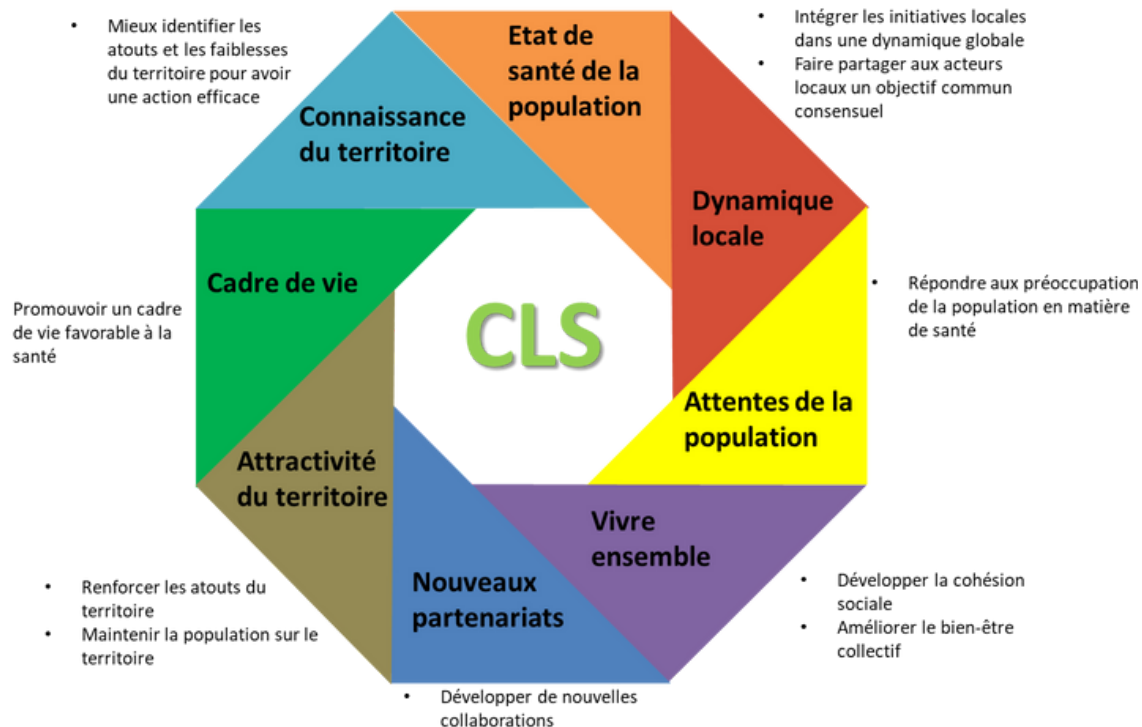 • Mieux identifier les
atouts et les faiblesses
du territoire pour avoir
une action efficace
Connaissance
du territoire
Etat de
santé de la
population
• Intégrer les initiatives locales
dans une dynamique globale
• Faire partager aux acteurs
locaux un objectif commun
consensuel
Dynamique
locale
Cadre de vie
Promouvoir un cadre
de vie favorable à la
santé
CLS
• Répondre aux préoccupation
de la population en matière
de santé
Attentes de la
population
Attractivité
du territoire
• Renforcer les atouts du
territoire
• Maintenir la population sur le
territoire
Nouveaux
partenariats
• Développer de nouvelles
collaborations
Vivre
ensemble
• Développer la cohésion
sociale
• Améliorer le bien-être
collectif